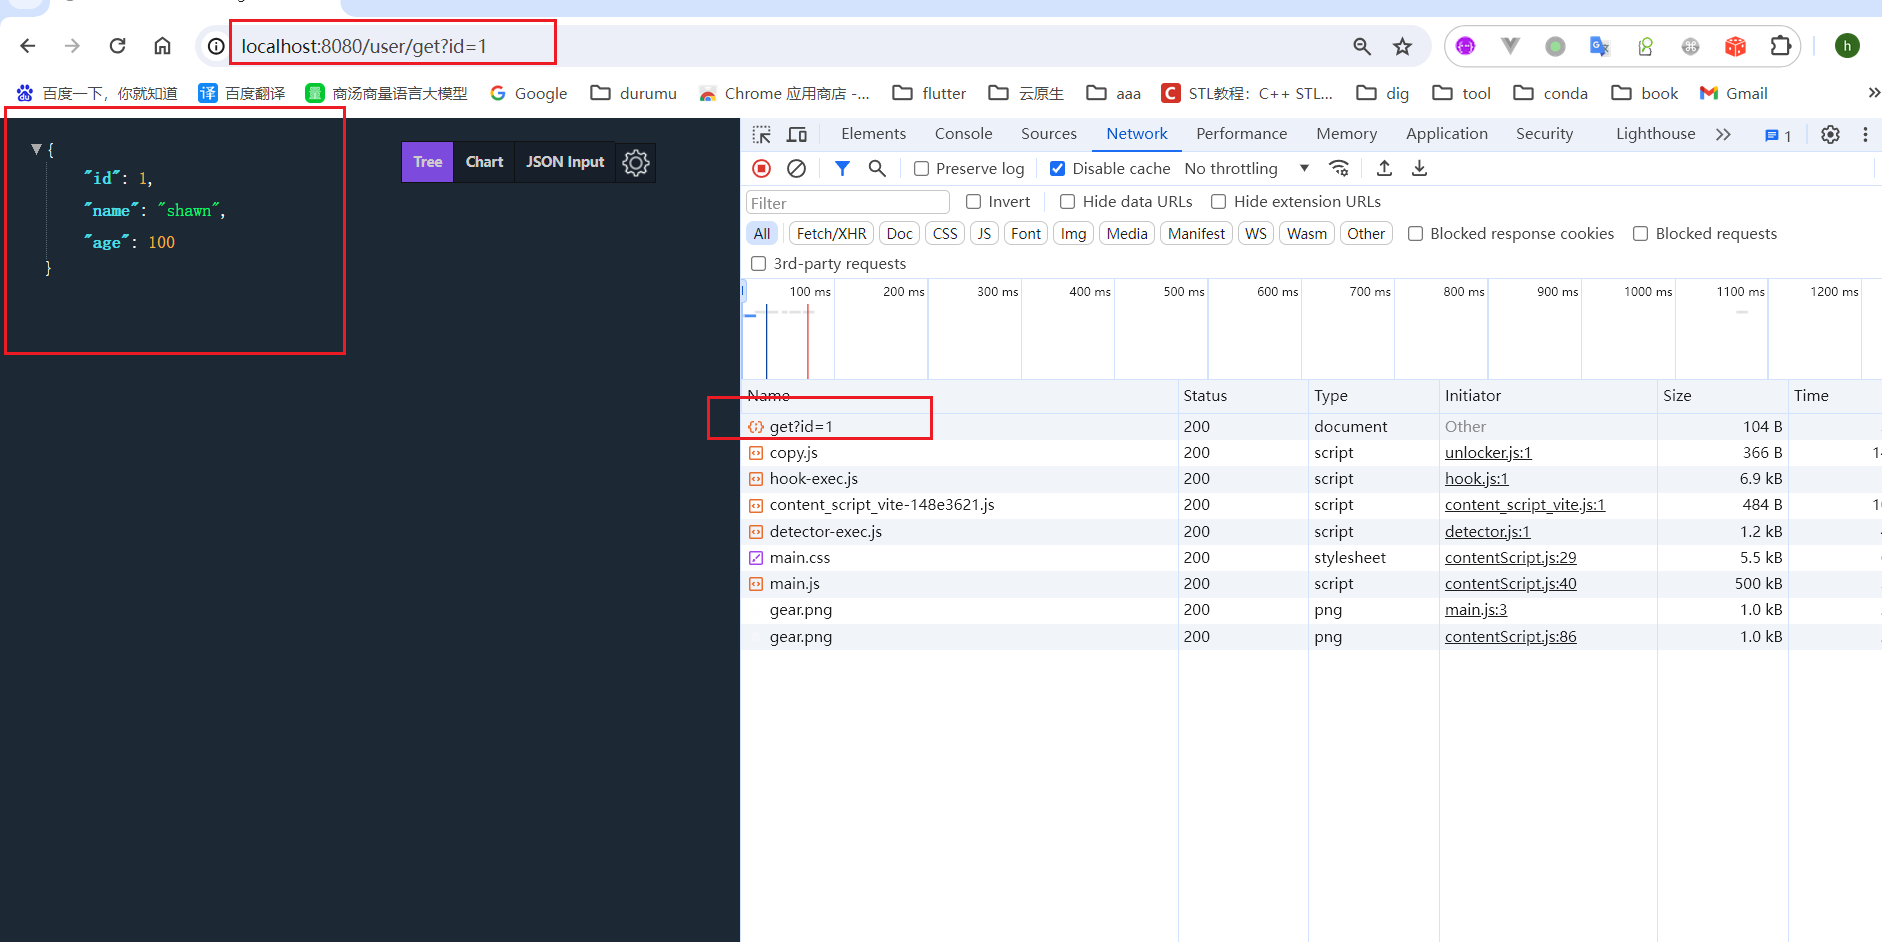 localhost:8080/user/get?id=1
h
百度一下，你就知道 译 百度翻译 量 商汤商量语言大模型 Google durumu Chrome 应用商店 -... flutter 云原生 aaa C STL教程：C++ STL... dig tool conda book Gmail »
{
"id": 1,
"name": "shawn",
"age": 100
}
Tree Chart JSON Input
Elements Console Sources Network Performance Memory Application Security Lighthouse » 1
Preserve log Disable cache No throttling
Filter Invert Hide data URLs Hide extension URLs
All Fetch/XHR Doc CSS JS Font Img Media Manifest WS Wasm Other Blocked response cookies Blocked requests
3rd-party requests
100 ms 200 ms 300 ms 400 ms 500 ms 600 ms 700 ms 800 ms 900 ms 1000 ms 1100 ms 1200 ms
Name Status Type Initiator Size Time
get?id=1 200 document Other 104 B
copy.js 200 script unlocker.js:1 366 B
hook-exec.js 200 script hook.js:1 6.9 kB
content_script_vite-148e3621.js 200 script content_script_vite.js:1 484 B
detector-exec.js 200 script detector.js:1 1.2 kB
main.css 200 stylesheet contentScript.js:29 5.5 kB
main.js 200 script contentScript.js:40 500 kB
gear.png 200 png main.js:3 1.0 kB
gear.png 200 png contentScript.js:86 1.0 kB